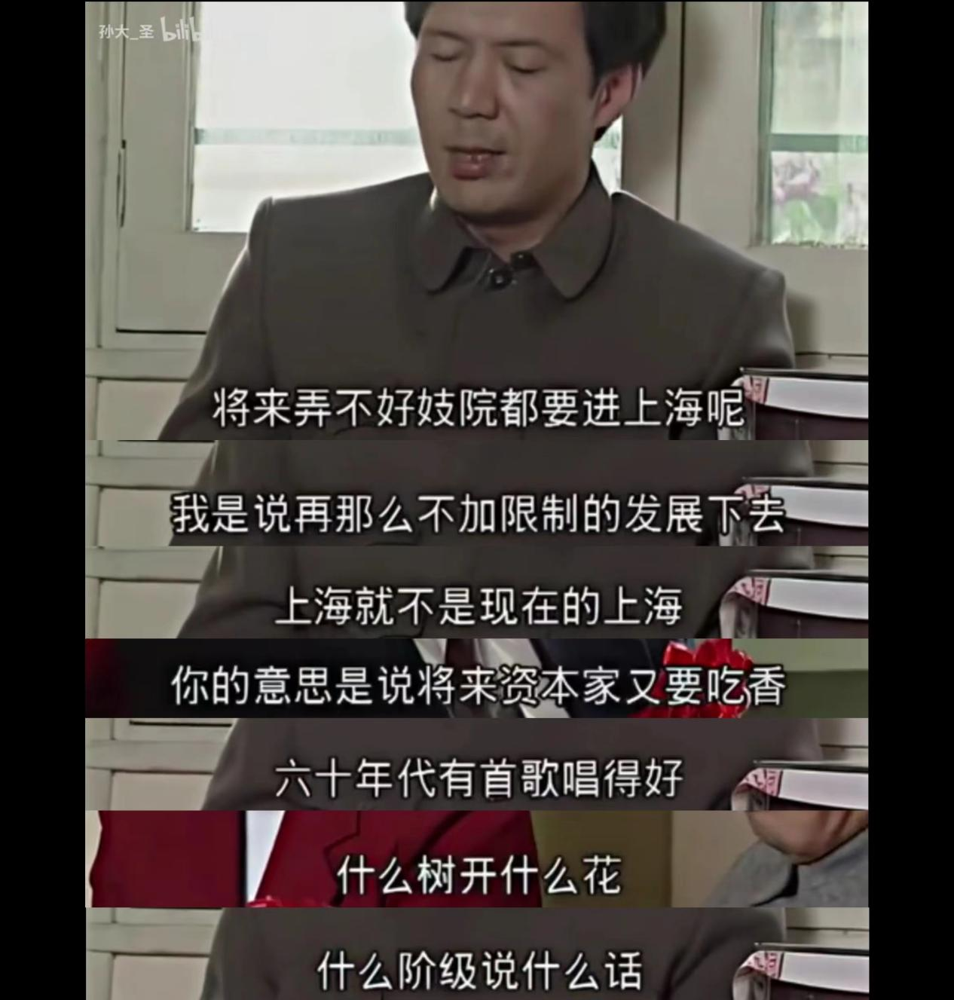 孙大_圣 bilib
将来弄不好妓院都要进上海呢
我是说再那么不加限制的发展下去
上海就不是现在的上海
你的意思是说将来资本家又要吃香
六十年代有首歌唱得好
什么树开什么花
什么阶级说什么话